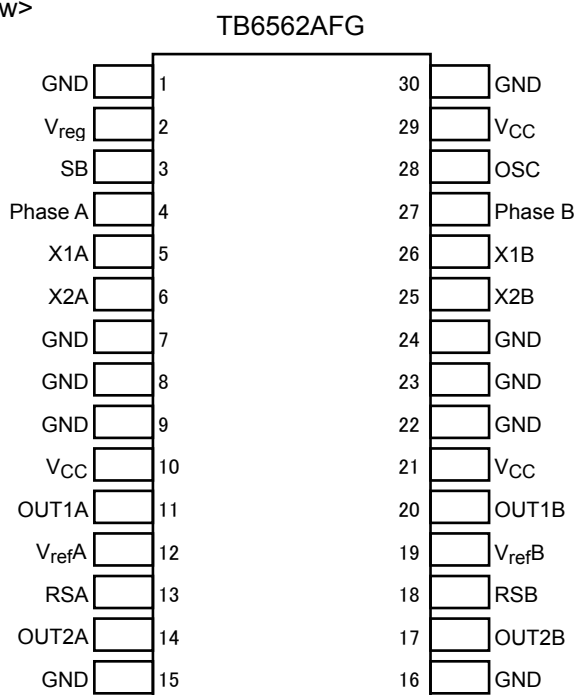 w>
TB6562AFG
GND 1 30 GND
Vreg 2 29 VCC
SB 3 28 OSC
Phase A 4 27 Phase B
X1A 5 26 X1B
X2A 6 25 X2B
GND 7 24 GND
GND 8 23 GND
GND 9 22 GND
VCC 10 21 VCC
OUT1A 11 20 OUT1B
VrefA 12 19 VrefB
RSA 13 18 RSB
OUT2A 14 17 OUT2B
GND 15 16 GND